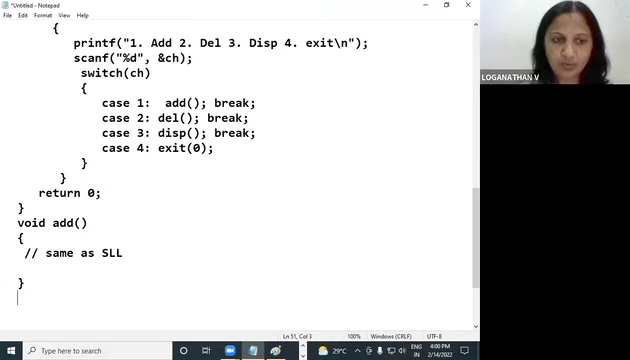 *Untitled - Notepad
File Edit Format View Help
{
printf("1. Add 2. Del 3. Disp 4. exit\n");
scanf("%d", &ch);
switch(ch)
{
case 1:  add(); break;
case 2: del(); break;
case 3: disp(); break;
case 4: exit(0);
}
}
return 0;
}
void add()
{
// same as SLL
}
LOGANATHAN V
Ln 51, Col 3 100% Windows (CRLF) UTF-8
Type here to search
29°C
ENG
IN
4:00 PM
2/14/2022